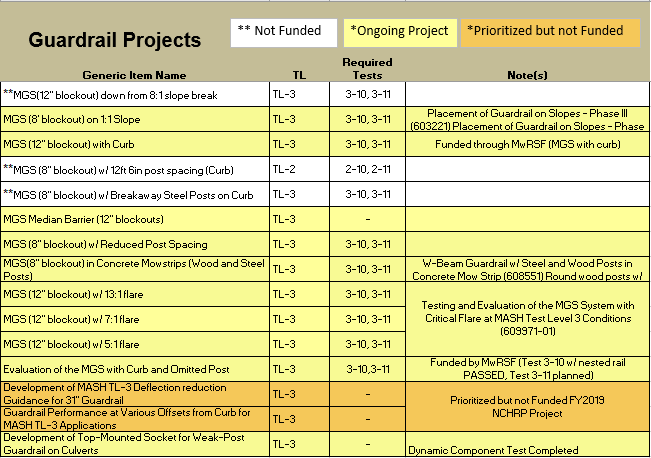 Guardrail Projects
** Not Funded
*Ongoing Project
*Prioritized but not Funded
Generic Item Name
TL
Required
Tests
Note(s)
**MGS(12" blockout) down from 8:1 slope break
TL-3
3-10, 3-11
MGS (8' blockout) on 1:1 Slope
TL-3
3-10, 3-11
Placement of Guardrail on Slopes - Phase III
(603221) Placement of Guardrail on Slopes - Phase
MGS (12" blockout) with Curb
TL-3
3-10, 3-11
Funded through MwRSF (MGS with curb)
**MGS (8" blockout) w/ 12ft 6in post spacing (Curb)
TL-2
2-10, 2-11
**MGS (8" blockout) w/ Breakaway Steel Posts on Curb
TL-3
3-10, 3-11
MGS Median Barrier (12" blockouts)
TL-3
-
MGS (8" blockout) w/ Reduced Post Spacing
TL-3
3-10, 3-11
MGS(8" blockout) in Concrete Mowstrips (Wood and Steel
Posts)
TL-3
3-10, 3-11
W-Beam Guardrail w/ Steel and Wood Posts in
Concrete Mow Strip (608551) Round wood posts w/
MGS (12" blockout) w/ 13:1 flare
TL-3
3-10, 3-11
MGS (12" blockout) w/ 7:1 flare
TL-3
3-10, 3-11
MGS (12" blockout) w/ 5:1 flare
TL-3
3-10, 3-11
Testing and Evaluation of the MGS System with
Critical Flare at MASH Test Level 3 Conditions
(609971-01)
Evaluation of the MGS with Curb and Omitted Post
TL-3
3-10,3-11
Funded by MwRSF (Test 3-10 w/ nested rail
PASSED, Test 3-11 planned)
Development of MASH TL-3 Deflection reduction
Guidance for 31" Guardrail
TL-3
-
Guardrail Performance at Various Offsets from Curb for
MASH TL-3 Applications
TL-3
-
Prioritized but not Funded FY2019
NCHRP Project
Development of Top-Mounted Socket for Weak-Post
Guardrail on Culverts
TL-3
-
Dynamic Component Test Completed